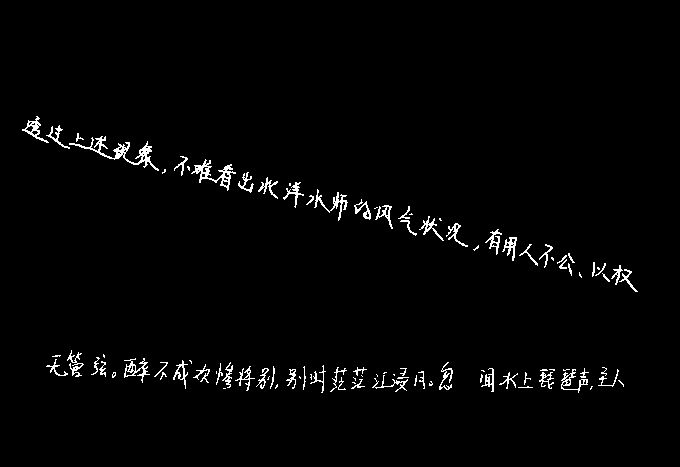 透过上述现象,不难看出水洋水师的风气状况,有用人不公、以权
无管弦。醉不成欢惨将别,别时茫茫江浸月。忽 闻水上琵琶声,主人